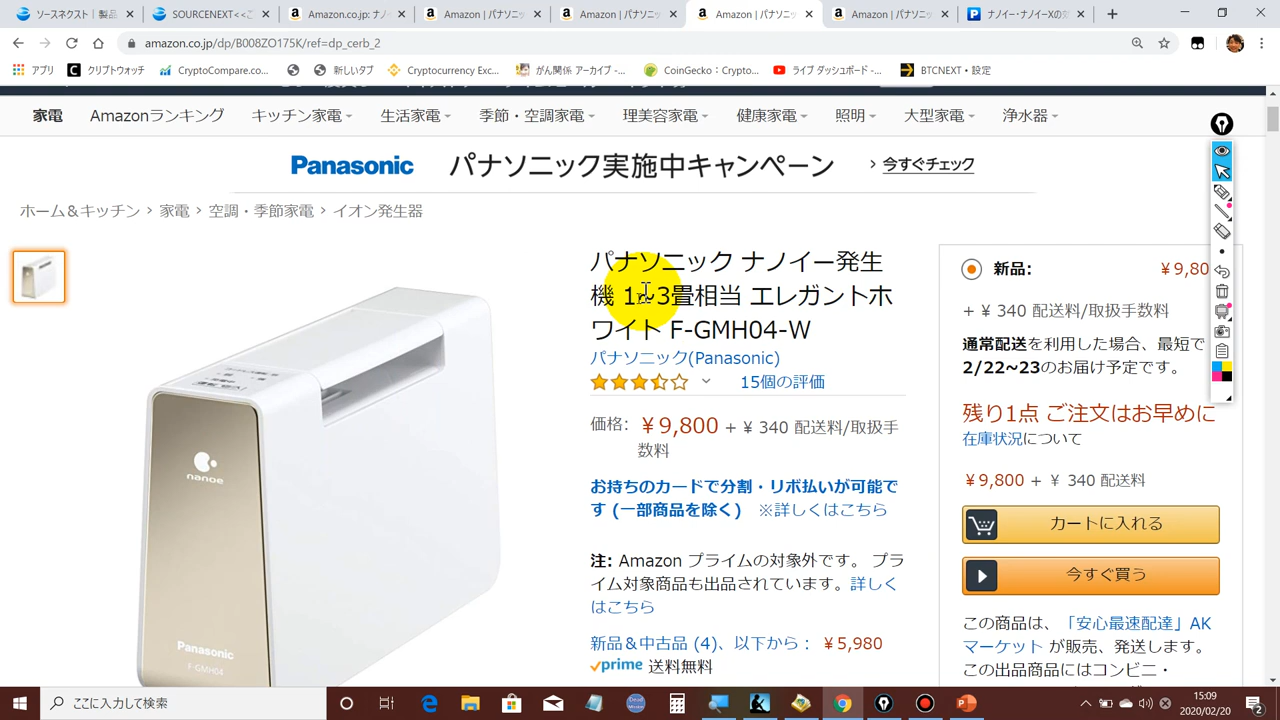 ソースネクスト | 製品
SOURCENEXT<<ご
Amazon.co.jp: ナノ
Amazon | パナソニ
Amazon | パナソニ
Amazon | パナソニ
Amazon | パナソニ
ナノイー・ナノイーXの効
amazon.co.jp/dp/B008ZO175K/ref=dp_cerb_2
アプリ
クリプトウォッチ
CryptoCompare.co...
新しいタブ
Cryptocurrency Exc...
がん関係 アーカイブ -...
CoinGecko : Crypto...
ライブ ダッシュボード -...
BTCNEXT・設定
家電 Amazonランキング キッチン家電 生活家電 季節・空調家電 理美容家電 健康家電 照明 大型家電 浄水器
Panasonic パナソニック実施中キャンペーン > 今すぐチェック
ホーム＆キッチン › 家電 › 空調・季節家電 › イオン発生器
パナソニック ナノイー発生
機 1~3畳相当 エレガントホ
ワイト F-GMH04-W
パナソニック(Panasonic)
15個の評価
価格: ￥9,800 + ￥ 340 配送料/取扱手
数料
お持ちのカードで分割・リボ払いが可能で
す (一部商品を除く) ※詳しくはこちら
注: Amazon プライムの対象外です。 プラ
イム対象商品も出品されています。詳しく
はこちら
新品＆中古品 (4)、以下から： ￥5,980
prime 送料無料
nanoe
Panasonic
F-GMH04
新品: ￥9,80
+ ￥ 340 配送料/取扱手数料
通常配送を利用した場合、最短で
2/22~23のお届け予定です。
残り1点 ご注文はお早めに
在庫状況について
￥9,800 + ￥ 340 配送料
カートに入れる
今すぐ買う
この商品は、「安心最速配達」AK
マーケット が販売、発送します。
この出品商品にはコンビニ・
ここに入力して検索
15:09
2020/02/20
2